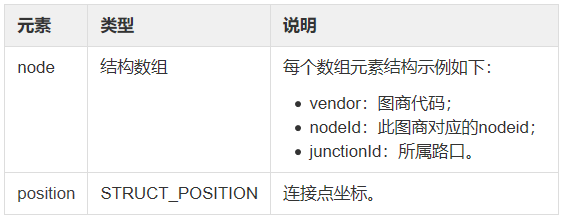 元素 类型 说明
node 结构数组 每个数组元素结构示例如下：
• vendor：图商代码；
• nodeId：此图商对应的nodeid；
• junctionId：所属路口。
position STRUCT_POSITION 连接点坐标。